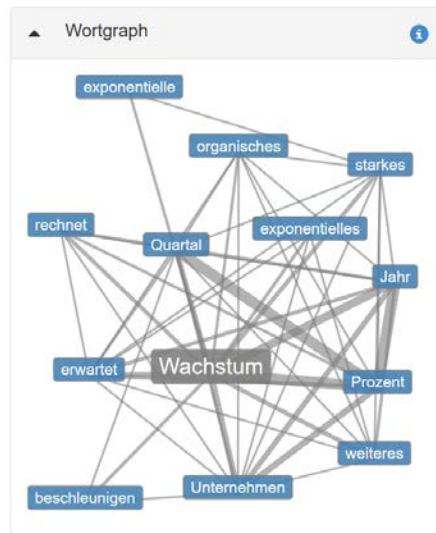 Wortgraph
exponentielle
organisches
starkes
rechnet
exponentielles
Quartal
Jahr
erwartet
Wachstum
Prozent
weiteres
beschleunigen
Unternehmen